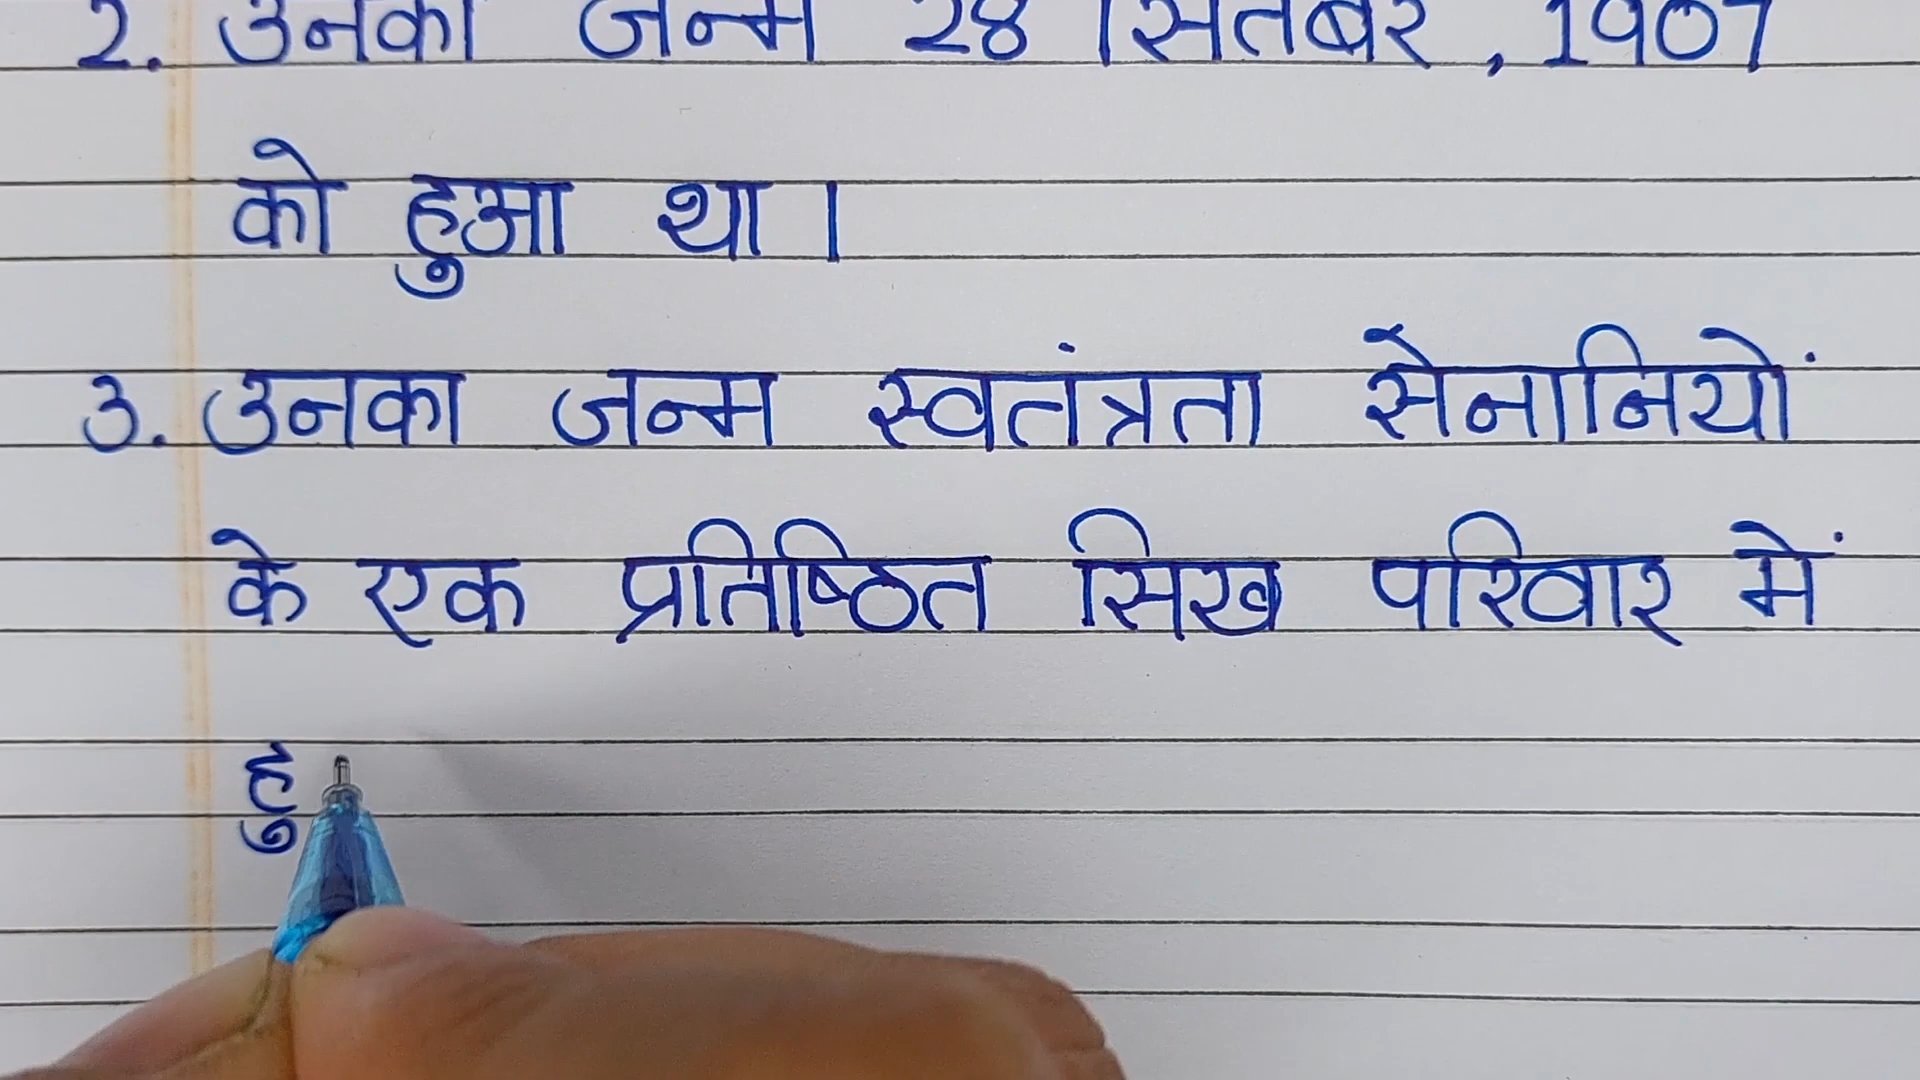 2. उनका जन्म 28 सितंबर, 1907
को हुआ था।
3. उनका जन्म स्वतंत्रता सेनानियों
के एक प्रतिष्ठित सिख परिवार में
हु